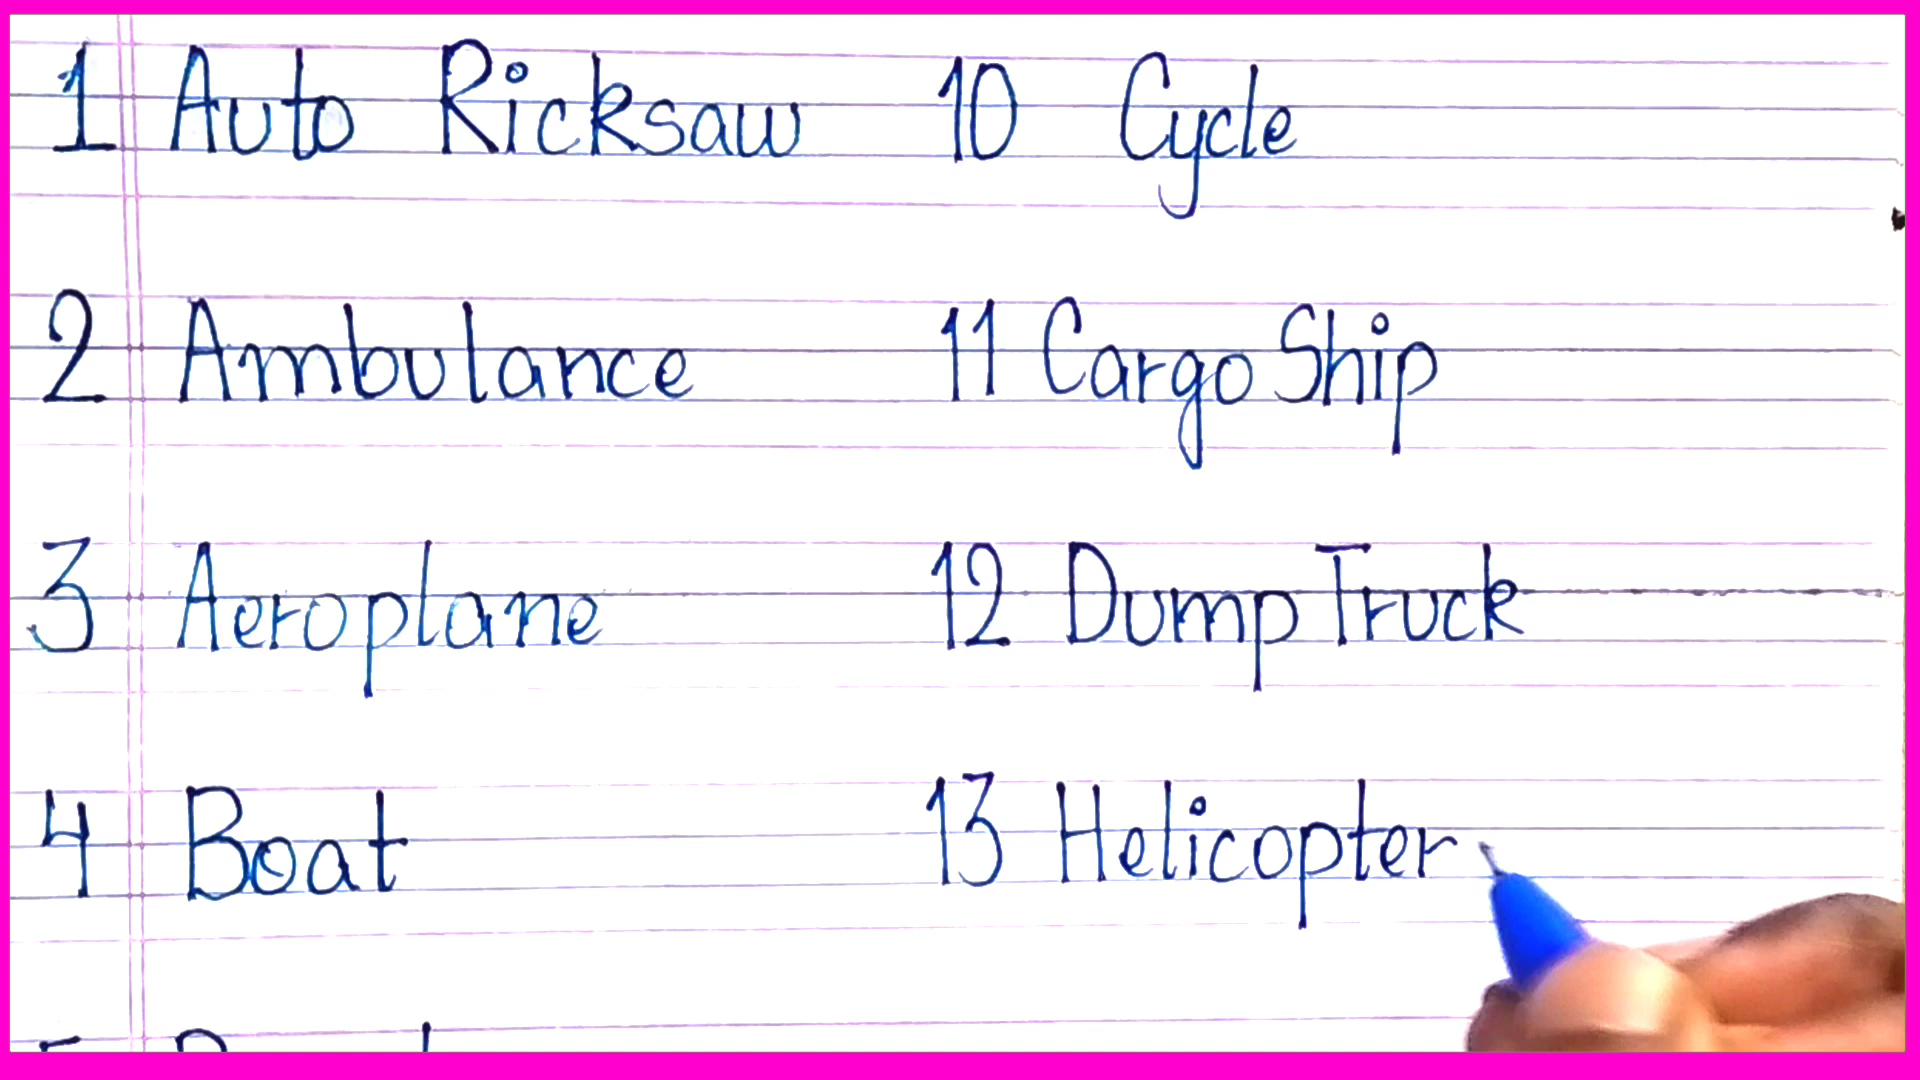 1 Auto Ricksaw
2 Ambulance
3 Aeroplane
4 Boat
10 Cycle
11 Cargo Ship
12 Dump Truck
13 Helicopter